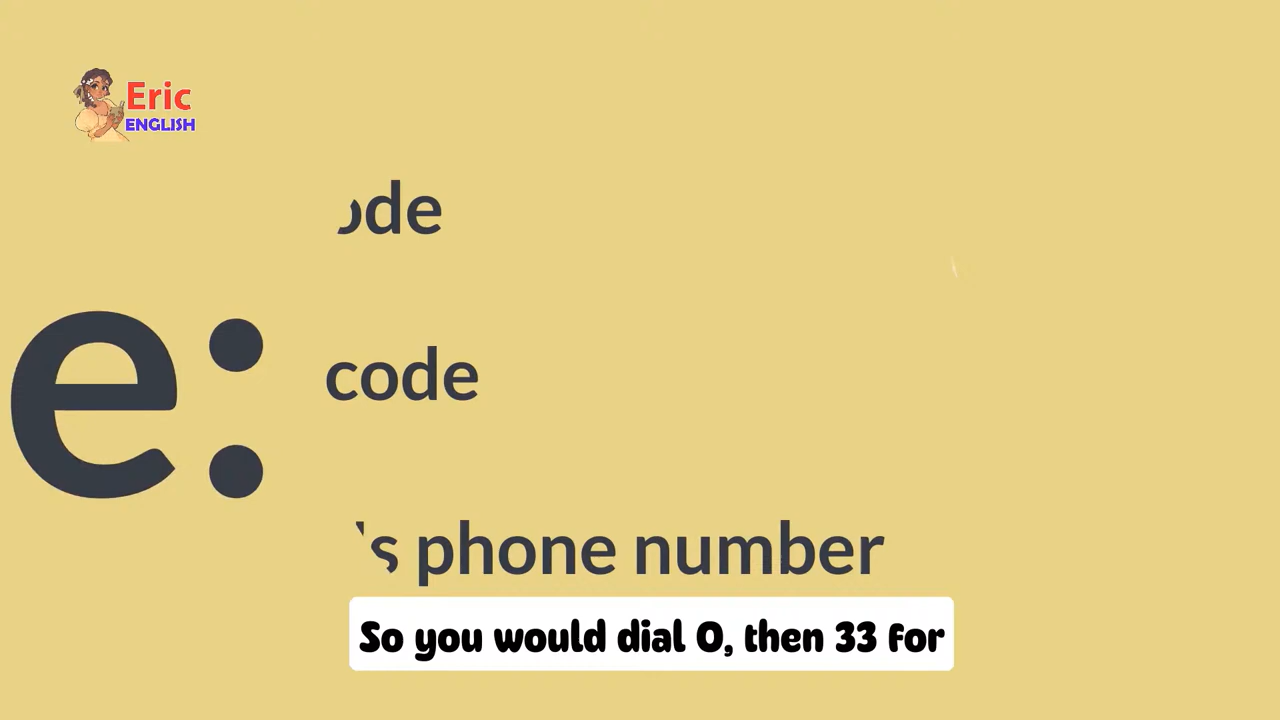 Eric
ENGLISH
ode
e:
code
's phone number
So you would dial 0, then 33 for